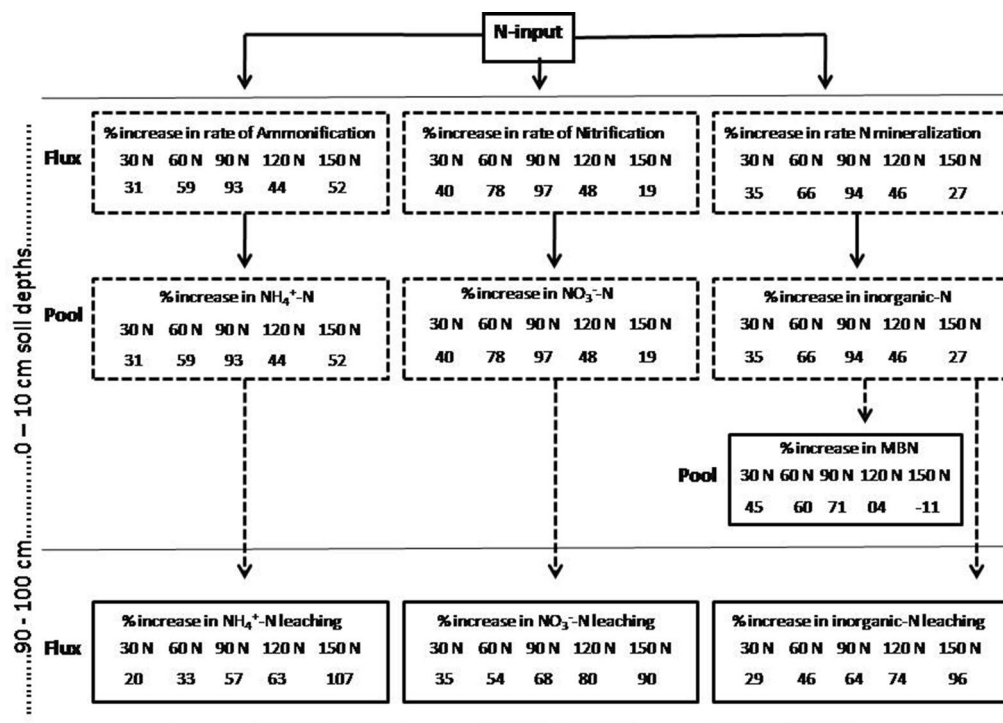 N-input
% increase in rate of Ammonification
30 N 60 N 90 N 120 N 150 N
31 59 93 44 52
% increase in rate of Nitrification
30 N 60 N 90 N 120 N 150 N
40 78 97 48 19
% increase in rate N mineralization
30 N 60 N 90 N 120 N 150 N
35 66 94 46 27
Flux
% increase in NH₄⁺-N
30 N 60 N 90 N 120 N 150 N
31 59 93 44 52
% increase in NO₃⁻-N
30 N 60 N 90 N 120 N 150 N
40 78 97 48 19
% increase in inorganic-N
30 N 60 N 90 N 120 N 150 N
35 66 94 46 27
Pool
% increase in MBN
30 N 60 N 90 N 120 N 150 N
45 60 71 04 -11
Pool
% increase in NH₄⁺-N leaching
30 N 60 N 90 N 120 N 150 N
20 33 57 63 107
% increase in NO₃⁻-N leaching
30 N 60 N 90 N 120 N 150 N
35 54 68 80 90
% increase in inorganic-N leaching
30 N 60 N 90 N 120 N 150 N
29 46 64 74 96
Flux
.......90 - 100 cm...............0 – 10 cm soil depths...............